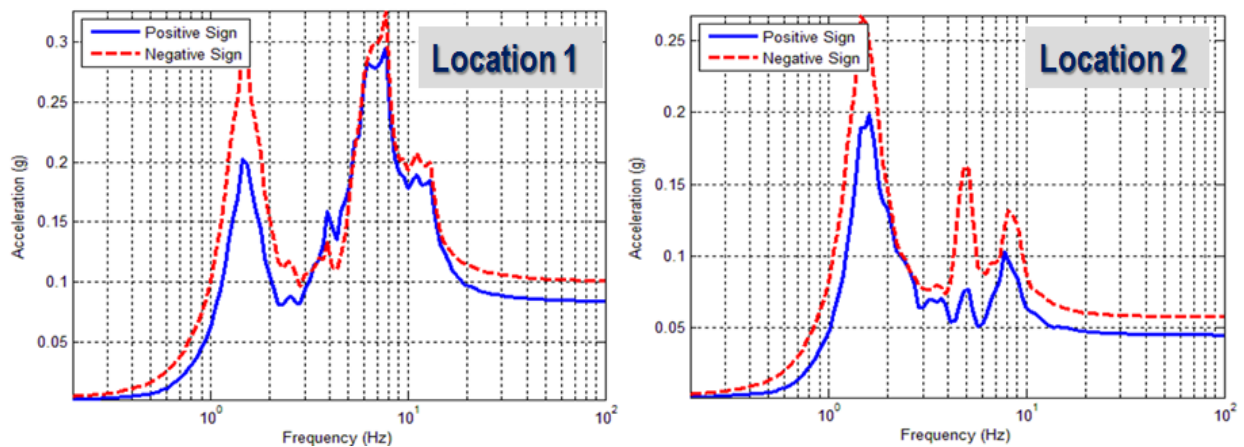 Positive Sign
Negative Sign
Location 1
0.3
0.25
0.2
0.15
0.1
0.05
Acceleration (g)
10^0
10^1
10^2
Frequency (Hz)
Positive Sign
Negative Sign
Location 2
0.25
0.2
0.15
0.1
0.05
Acceleration (g)
10^0
10^1
10^2
Frequency (Hz)